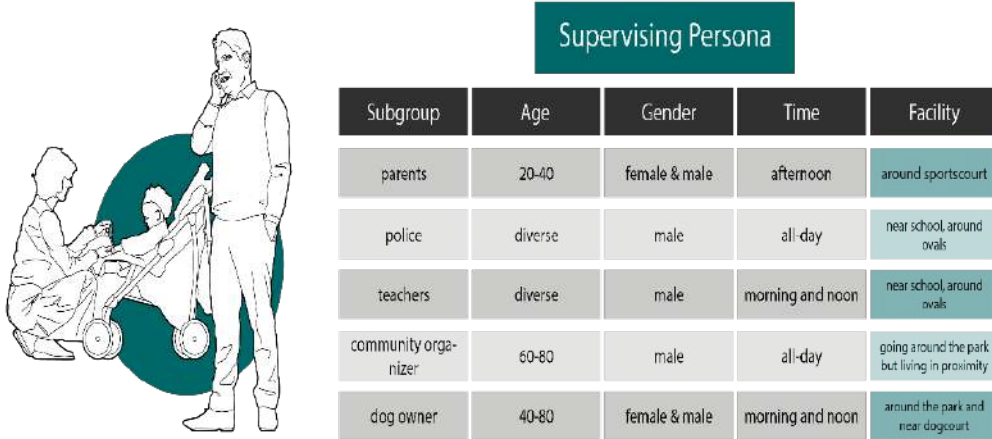 Supervising Persona
Subgroup Age Gender Time Facility
parents 20-40 female & male afternoon around sportscourt
police diverse male all-day near school, around
ovals
teachers diverse male morning and noon near school, around
ovals
community orga-
nizer 60-80 male all-day going around the park
but living in proximity
dog owner 40-80 female & male morning and noon around the park and
near dogcourt